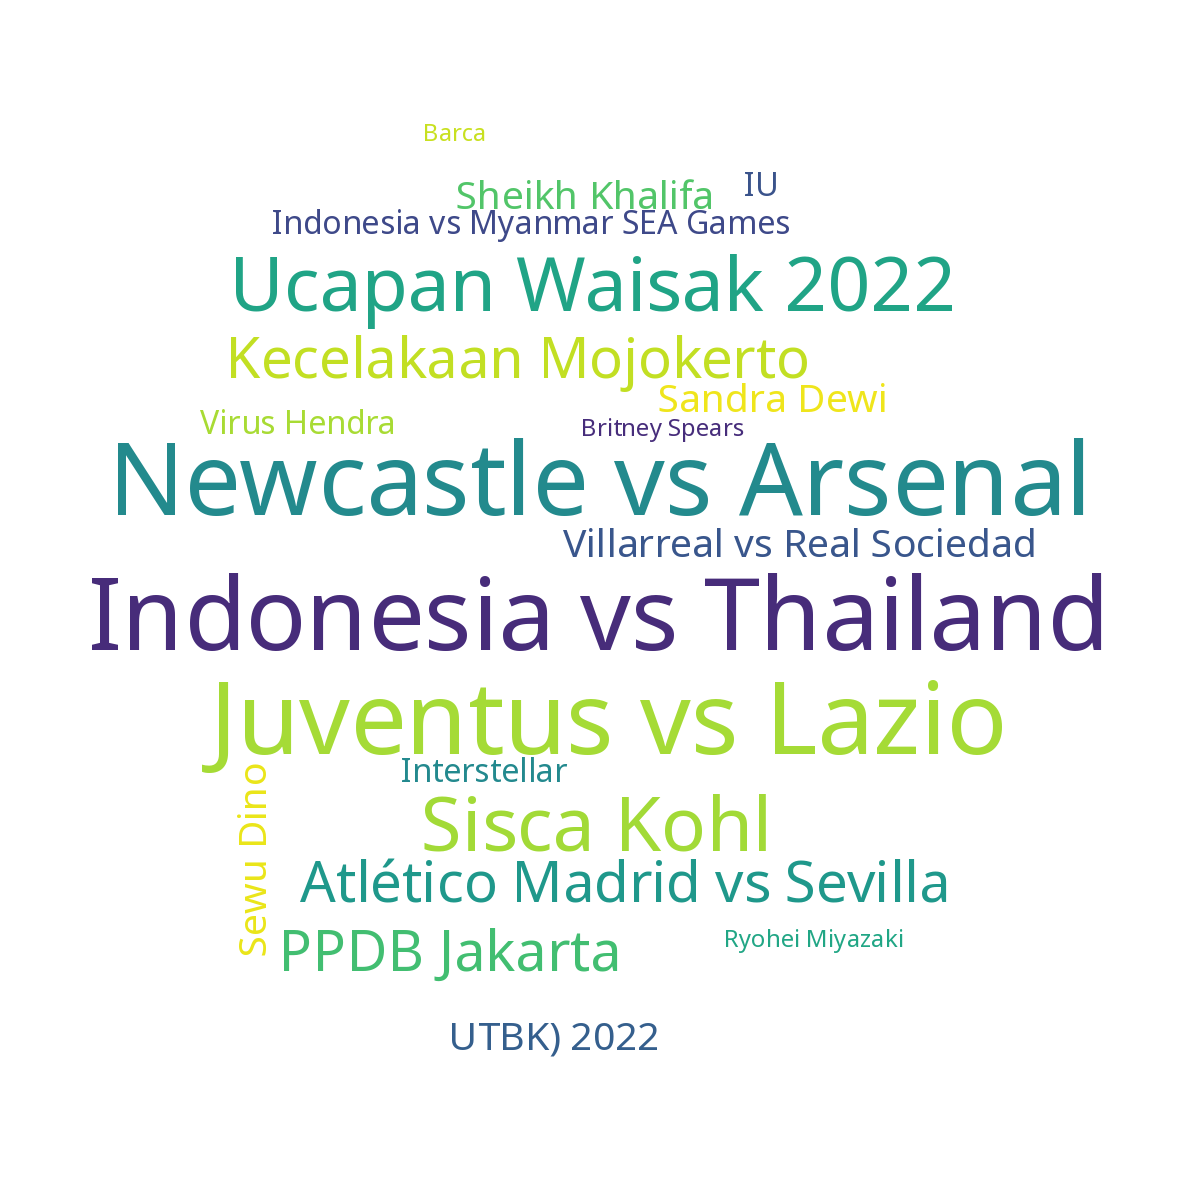 Barca
Sheikh Khalifa
IU
Indonesia vs Myanmar SEA Games
Ucapan Waisak 2022
Kecelakaan Mojokerto
Sandra Dewi
Virus Hendra
Britney Spears
Newcastle vs Arsenal
Villarreal vs Real Sociedad
Indonesia vs Thailand
Juventus vs Lazio
Interstellar
Sewu Dino
Sisca Kohl
Atlético Madrid vs Sevilla
PPDB Jakarta
Ryohei Miyazaki
UTBK) 2022